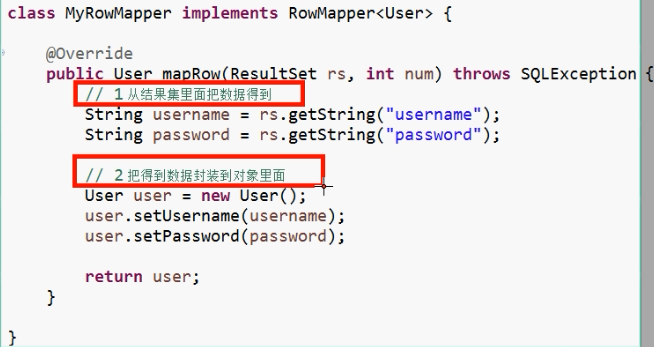 class MyRowMapper implements RowMapper<User> {
@Override
public User mapRow(ResultSet rs, int num) throws SQLException {
// 1从结果集里面把数据得到
String username = rs.getString("username");
String password = rs.getString("password");
// 2把得到数据封装到对象里面
User user = new User();
user.setUsername(username);
user.setPassword(password);
return user;
}
}